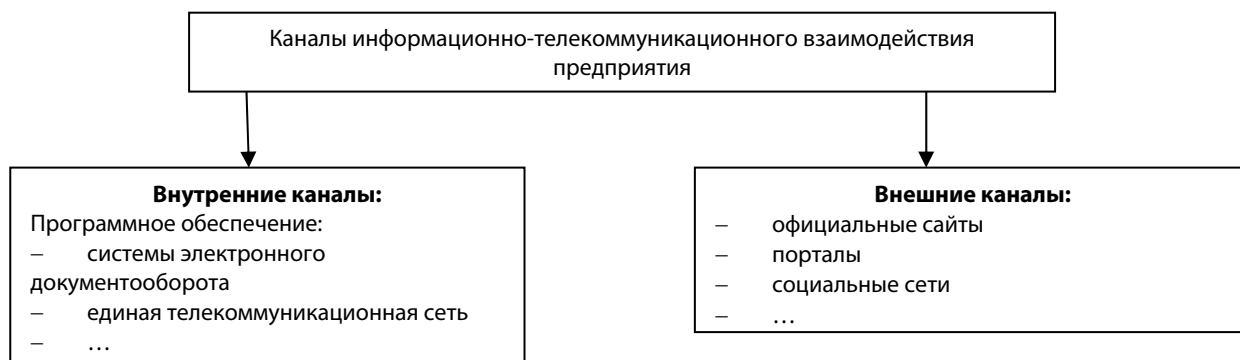 Каналы информационно-телекоммуникационного взаимодействия
предприятия
Внутренние каналы:
Программное обеспечение:
– системы электронного
документооборота
– единая телекоммуникационная сеть
– …
Внешние каналы:
– официальные сайты
– порталы
– социальные сети
– …